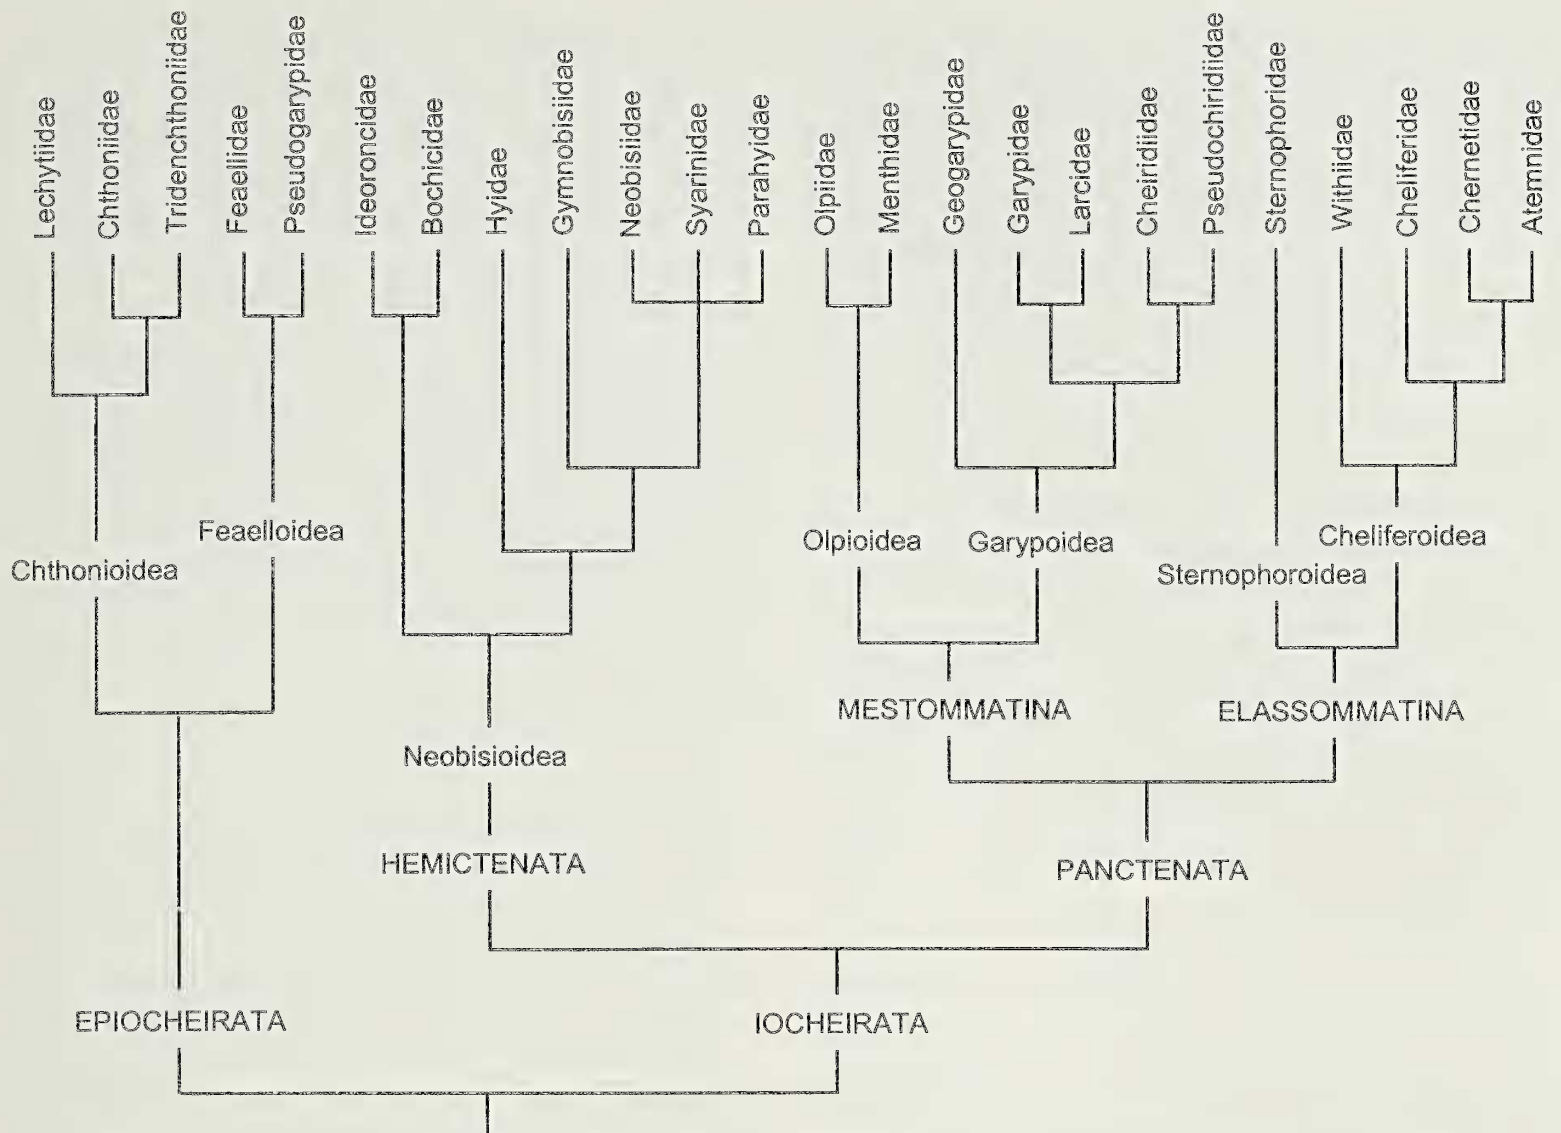 Lechytiidae
Chthoniidae
Tridenchthoniidae
Feaellidae
Pseudogarypidae
Ideoroncidae
Bochicidae
Hyidae
Gymnobisiidae
Neobisiidae
Syarinidae
Parahyidae
Olpiidae
Menthidae
Geogarypidae
Garypidae
Larcidae
Cheiridiidae
Pseudochiridiidae
Sternophoridae
Withiidae
Cheliferidae
Chernetidae
Atemnidae
Feaelloidea
Chthonioidea
Olpioidea
Garypoidea
Cheliferoidea
Sternophoroidea
MESTOMMATINA
ELASSOMMATINA
Neobisioidea
HEMICTENATA
PANCTENATA
EPIOCHEIRATA
IOCHEIRATA